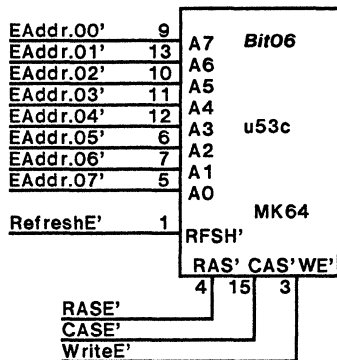 EAddr.00' 9 A7 Bit06
EAddr.01' 13 A6
EAddr.02' 10 A5
EAddr.03' 11 A4
EAddr.04' 12 A3 u53c
EAddr.05' 6 A2
EAddr.06' 7 A1
EAddr.07' 5 A0
MK64
RefreshE' 1 RFSH'
RAS' CAS' WE'
4 15 3
RASE'
CASE'
WriteE'